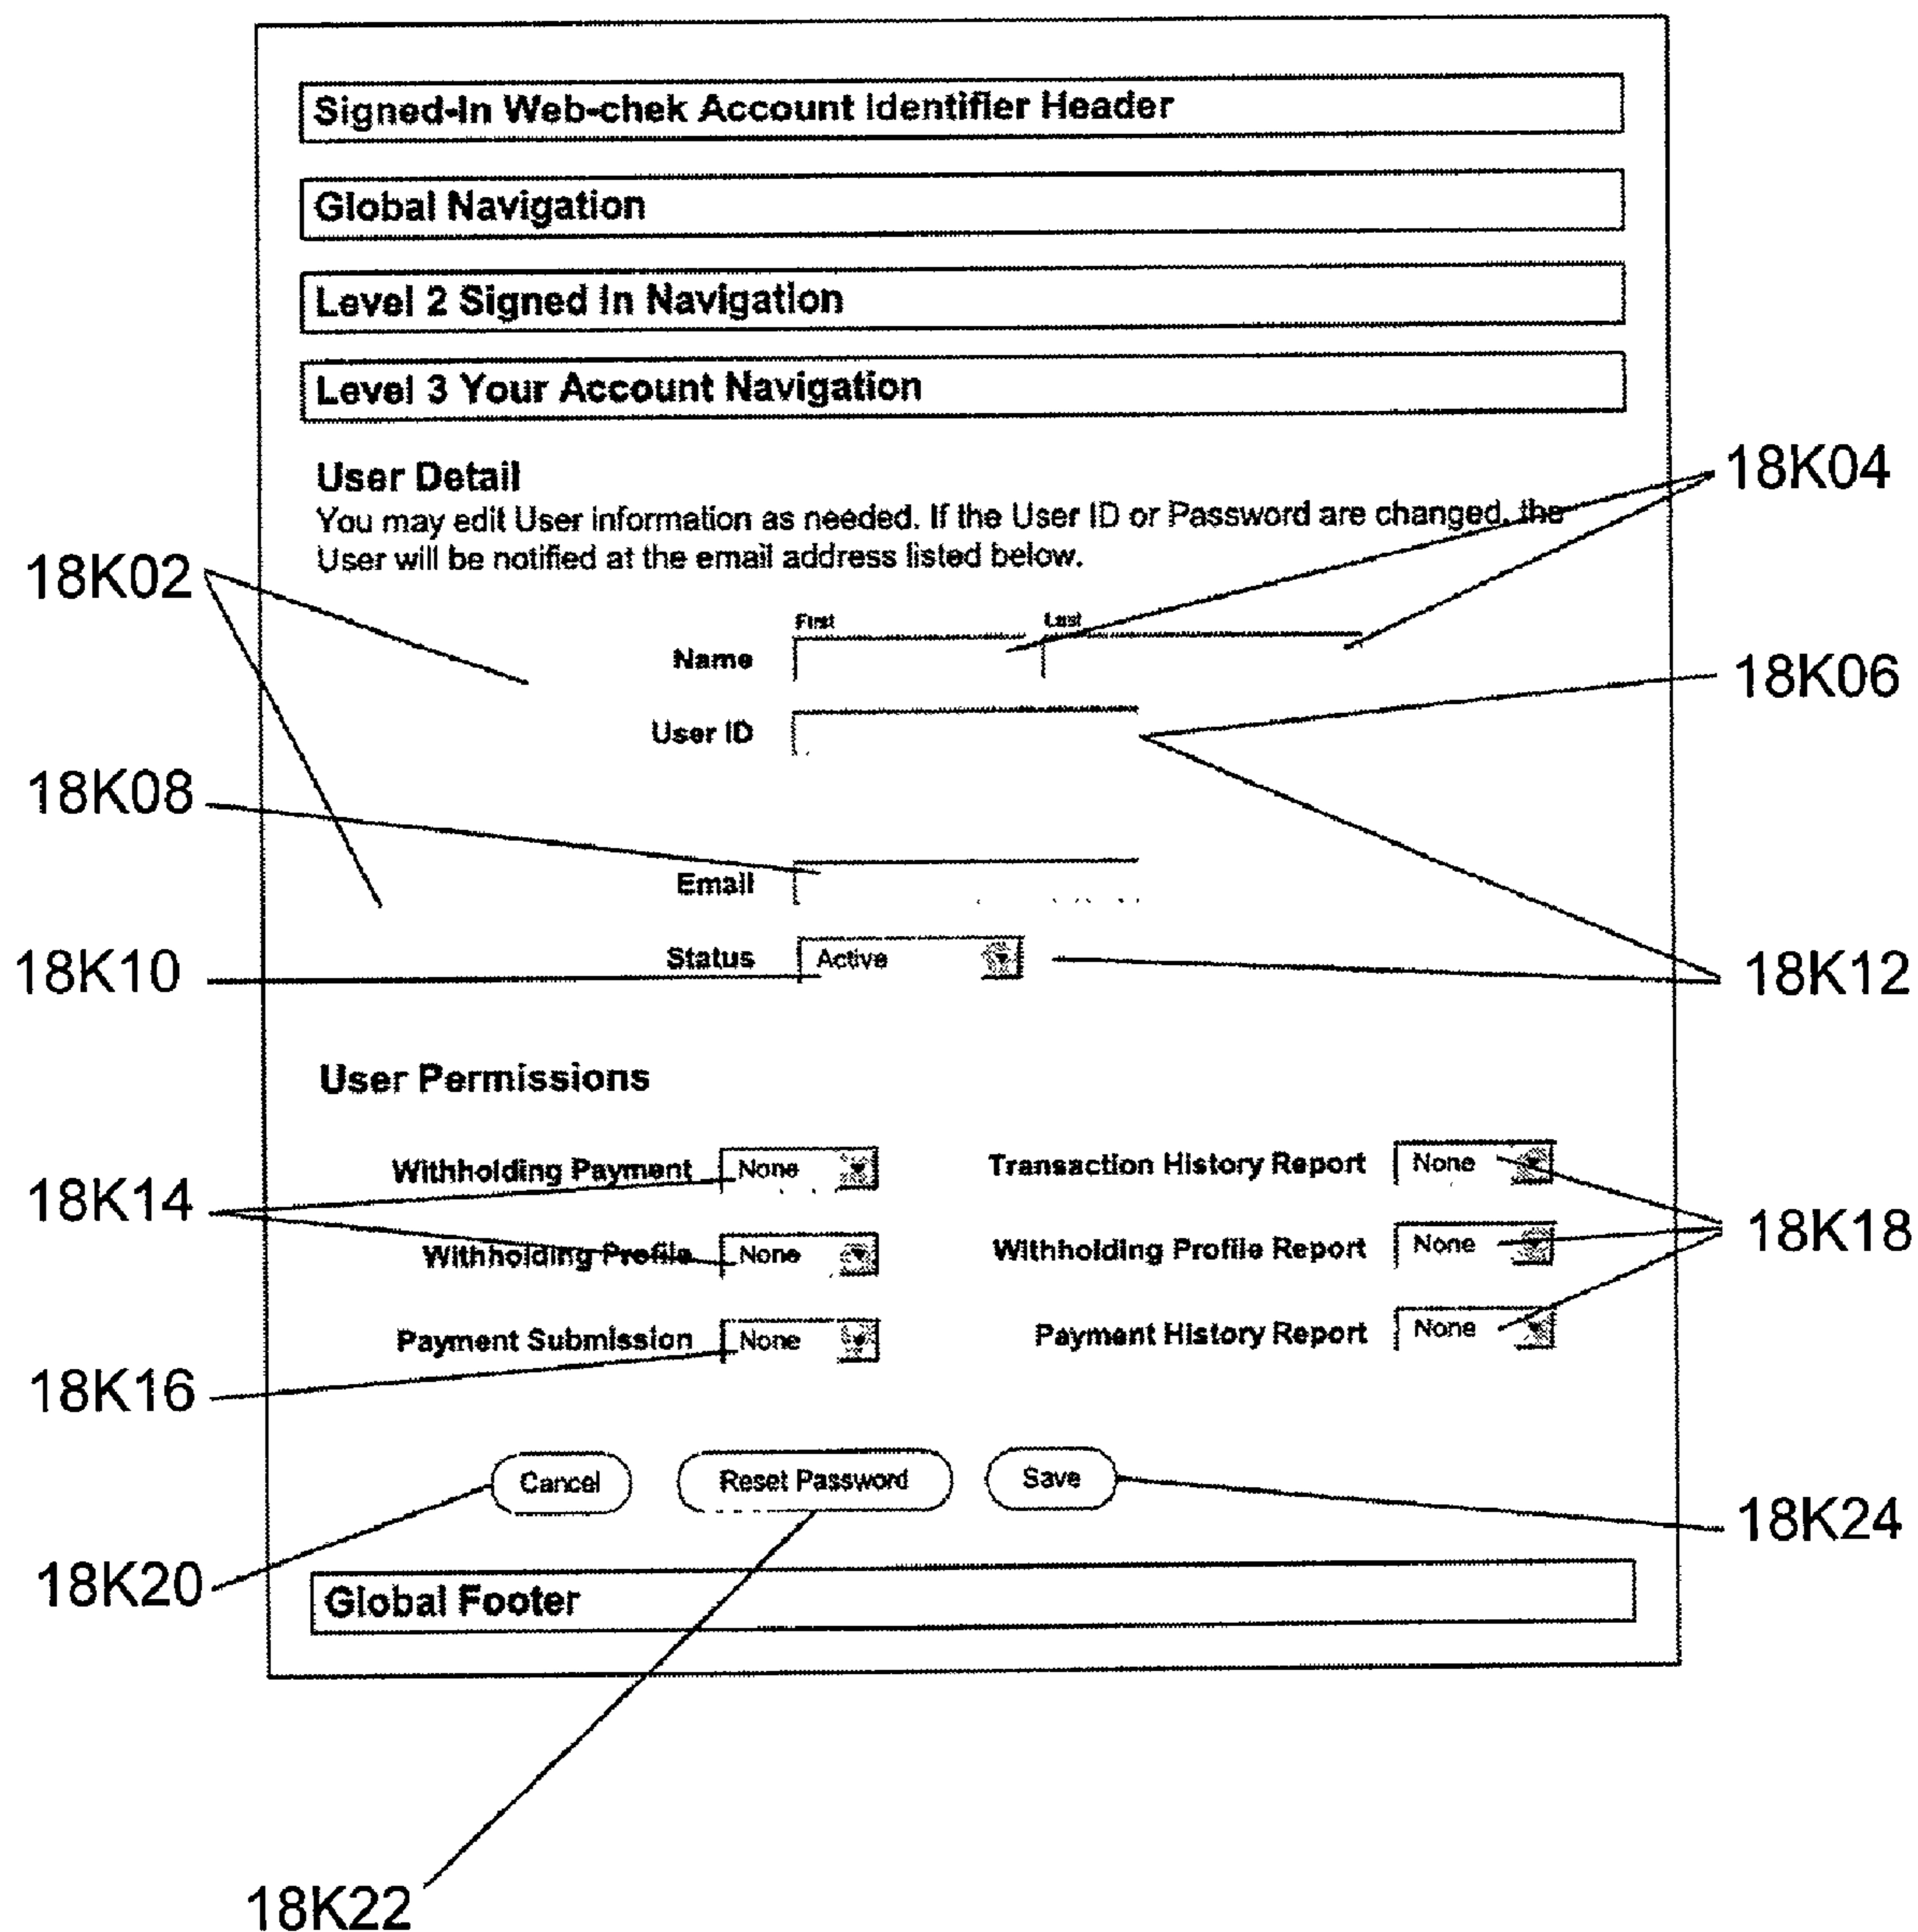 Signed-In Web-chek Account Identifier Header
Global Navigation
Level 2 Signed In Navigation
Level 3 Your Account Navigation
User Detail
18K04
You may edit User information as needed. If the User ID or Password are changed, the
User will be notified at the email address listed below.
18K02
First Last
Name
18K06
User ID
18K08
Email
Status Active
18K10
18K12
User Permissions
Withholding Payment None Transaction History Report None
18K14
18K18
Withholding Profile None Withholding Profile Report None
Payment Submission None Payment History Report None
18K16
Cancel Reset Password Save
18K24
18K20
Global Footer
18K22